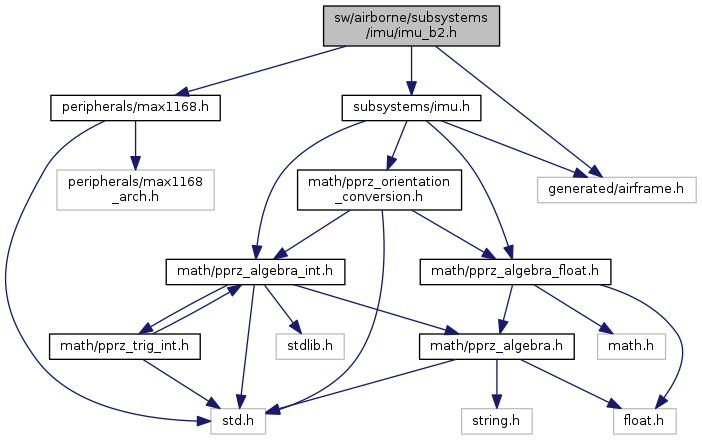 sw/airborne/subsystems
/imu/imu_b2.h
peripherals/max1168.h
subsystems/imu.h
peripherals/max1168
_arch.h
math/pprz_orientation
_conversion.h
generated/airframe.h
math/pprz_algebra_int.h
math/pprz_algebra_float.h
math/pprz_trig_int.h
stdlib.h
math/pprz_algebra.h
math.h
std.h
string.h
float.h